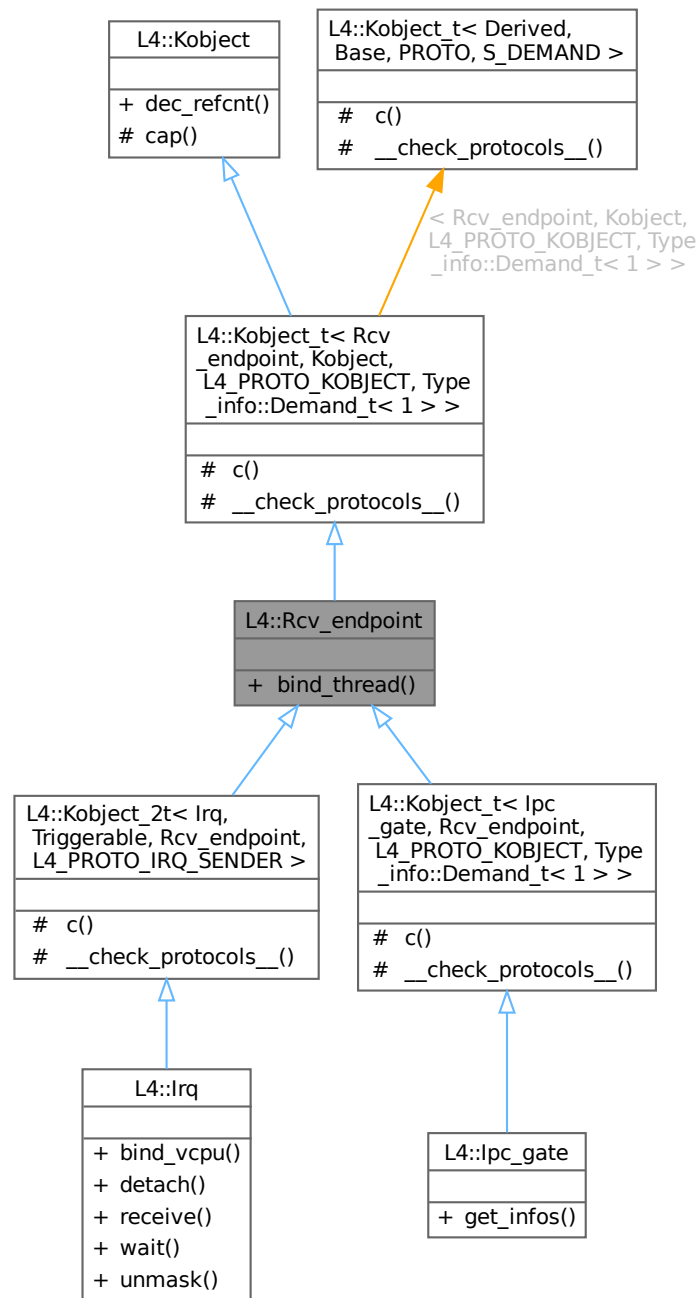 L4::Kobject
+ dec_refcnt()
# cap()
L4::Kobject_t< Derived,
Base, PROTO, S_DEMAND >
# c()
# __check_protocols__()
< Rcv_endpoint, Kobject,
L4_PROTO_KOBJECT, Type
_info::Demand_t< 1 > >
L4::Kobject_t< Rcv
_endpoint, Kobject,
L4_PROTO_KOBJECT, Type
_info::Demand_t< 1 > >
# c()
# __check_protocols__()
L4::Rcv_endpoint
+ bind_thread()
L4::Kobject_2t< Irq,
Triggerable, Rcv_endpoint,
L4_PROTO_IRQ_SENDER >
# c()
# __check_protocols__()
L4::Kobject_t< Ipc
_gate, Rcv_endpoint,
L4_PROTO_KOBJECT, Type
_info::Demand_t< 1 > >
# c()
# __check_protocols__()
L4::Irq
+ bind_vcpu()
+ detach()
+ receive()
+ wait()
+ unmask()
L4::Ipc_gate
+ get_infos()